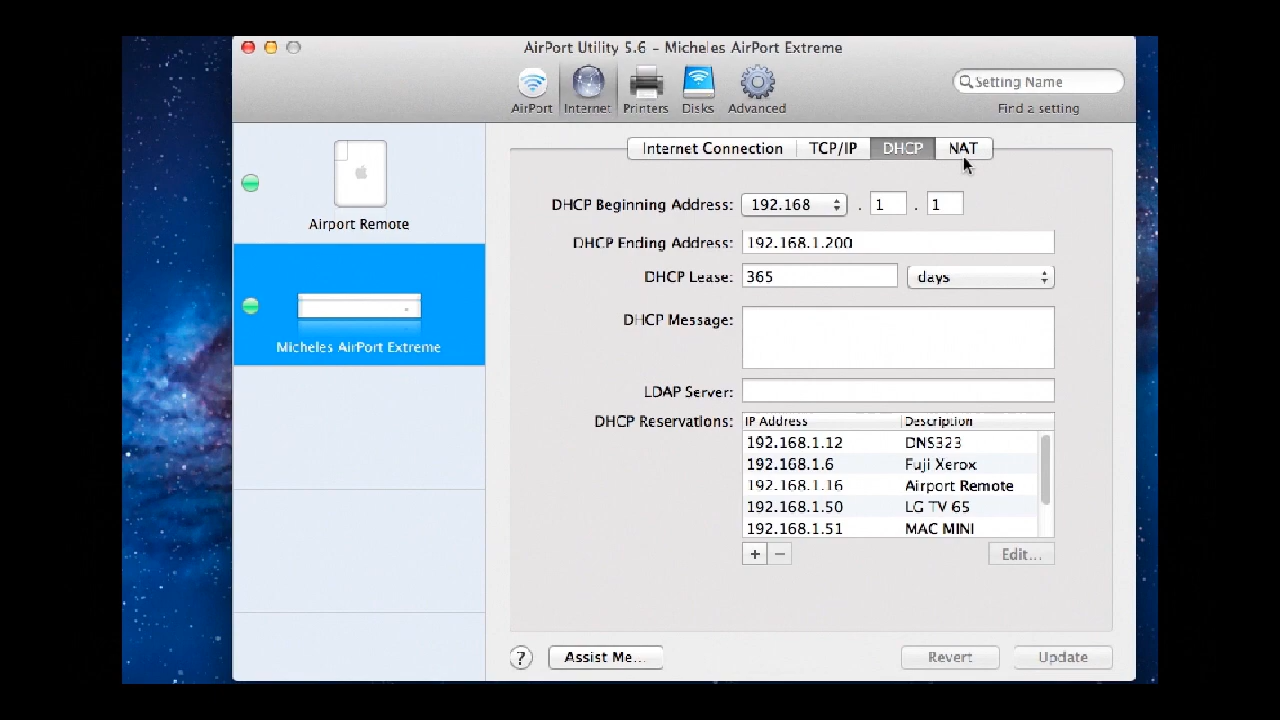 AirPort Utility 5.6 – Micheles AirPort Extreme
AirPort Internet Printers Disks Advanced
Setting Name
Find a setting
Airport Remote
Micheles AirPort Extreme
Internet Connection TCP/IP DHCP NAT
DHCP Beginning Address: 192.168 . 1 . 1
DHCP Ending Address: 192.168.1.200
DHCP Lease: 365 days
DHCP Message:
LDAP Server:
DHCP Reservations: IP Address Description
192.168.1.12 DNS323
192.168.1.6 Fuji Xerox
192.168.1.16 Airport Remote
192.168.1.50 LG TV 65
192.168.1.51 MAC MINI
+ − Edit...
? Assist Me... Revert Update